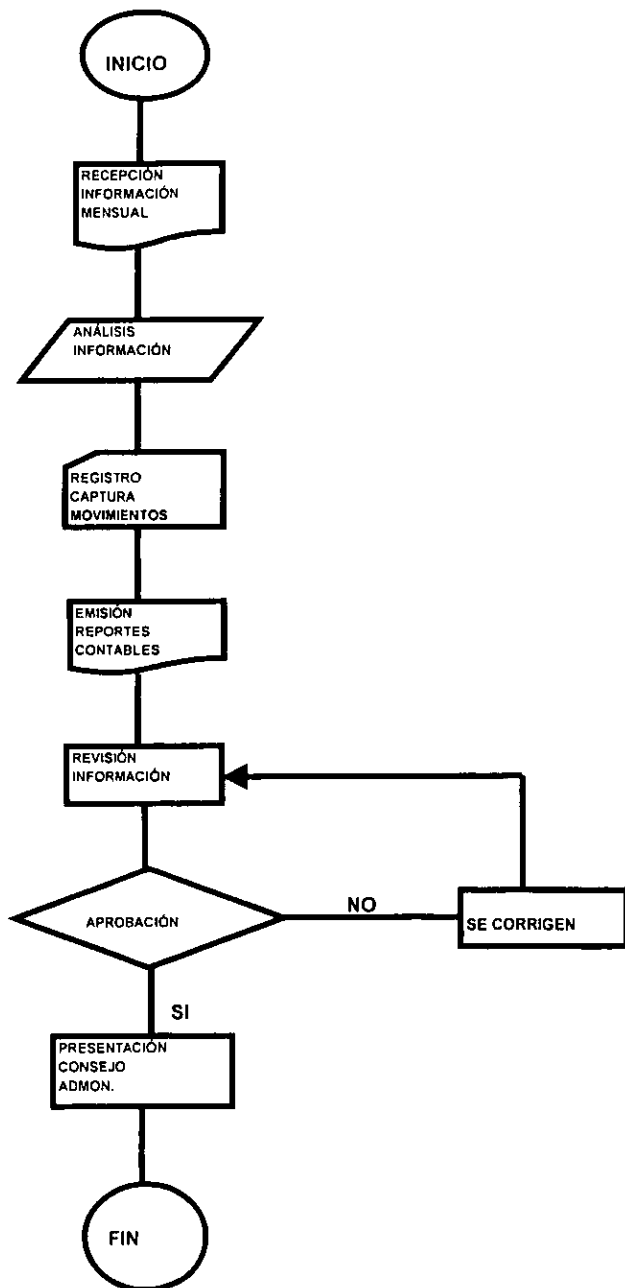 INICIO
RECEPCIÓN
INFORMACIÓN
MENSUAL
ANÁLISIS
INFORMACIÓN
REGISTRO
CAPTURA
MOVIMIENTOS
EMISIÓN
REPORTES
CONTABLES
REVISIÓN
INFORMACIÓN
APROBACIÓN
NO
SE CORRIGEN
SI
PRESENTACIÓN
CONSEJO
ADMON.
FIN